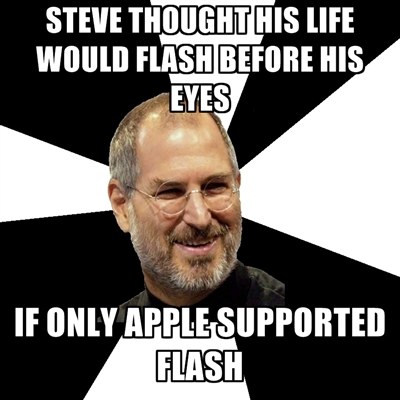 STEVE THOUGHT HIS LIFE
WOULD FLASH BEFORE HIS
EYES
IF ONLY APPLE SUPPORTED
FLASH